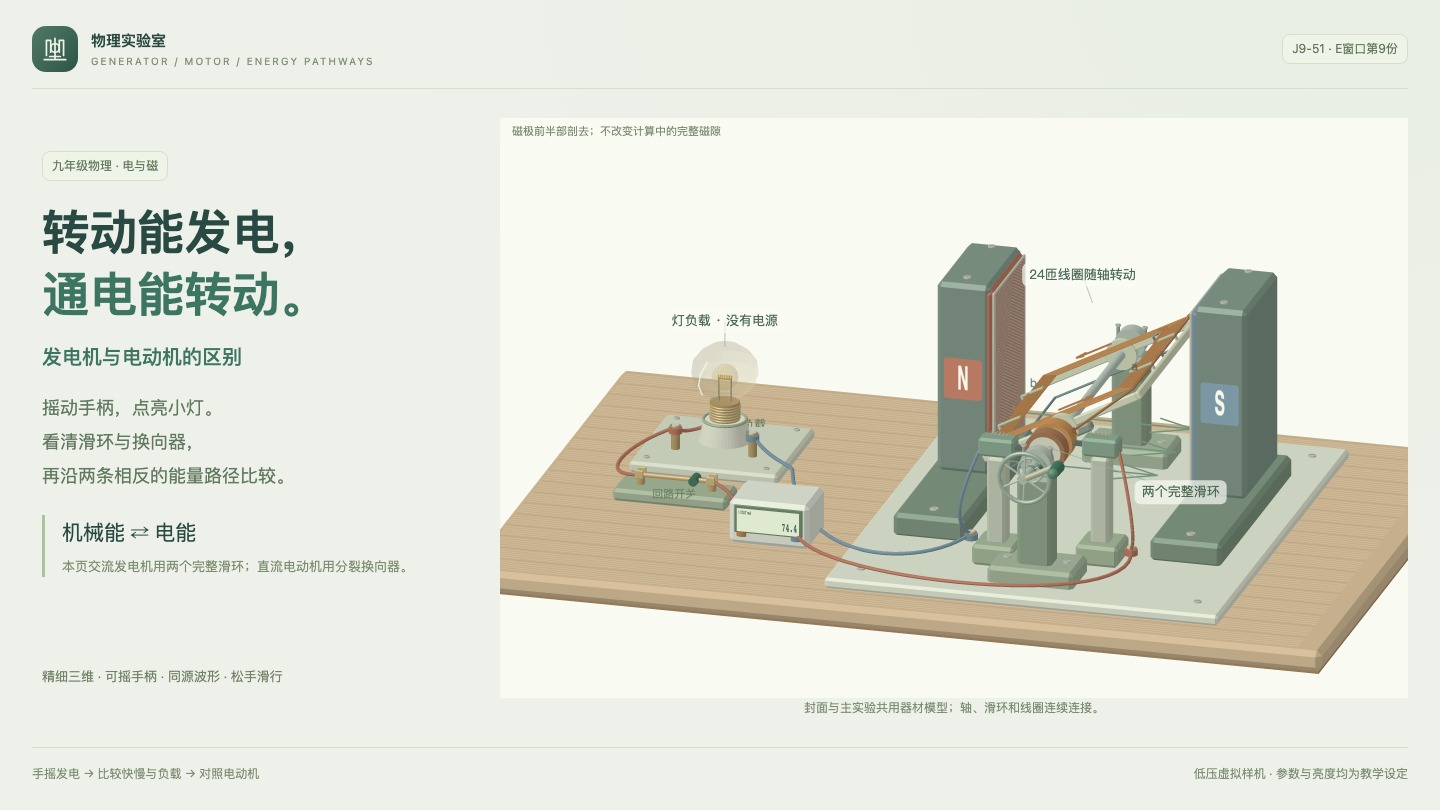 物理实验室
GENERATOR / MOTOR / ENERGY PATHWAYS
J9-51 · E窗口第9份
九年级物理 · 电与磁
转动能发电，
通电能转动。
发电机与电动机的区别
摇动手柄，点亮小灯。
看清滑环与换向器，
再沿两条相反的能量路径比较。
机械能 ⇄ 电能
本页交流发电机用两个完整滑环；直流电动机用分裂换向器。
精细三维 · 可摇手柄 · 同源波形 · 松手滑行
磁极前半部剖去；不改变计算中的完整磁隙
24匝线圈随轴转动
灯负载 · 没有电源
N
b
S
回路开关
两个完整滑环
74.4
封面与主实验共用器材模型；轴、滑环和线圈连续连接。
手摇发电 → 比较快慢与负载 → 对照电动机
低压虚拟样机 · 参数与亮度均为教学设定